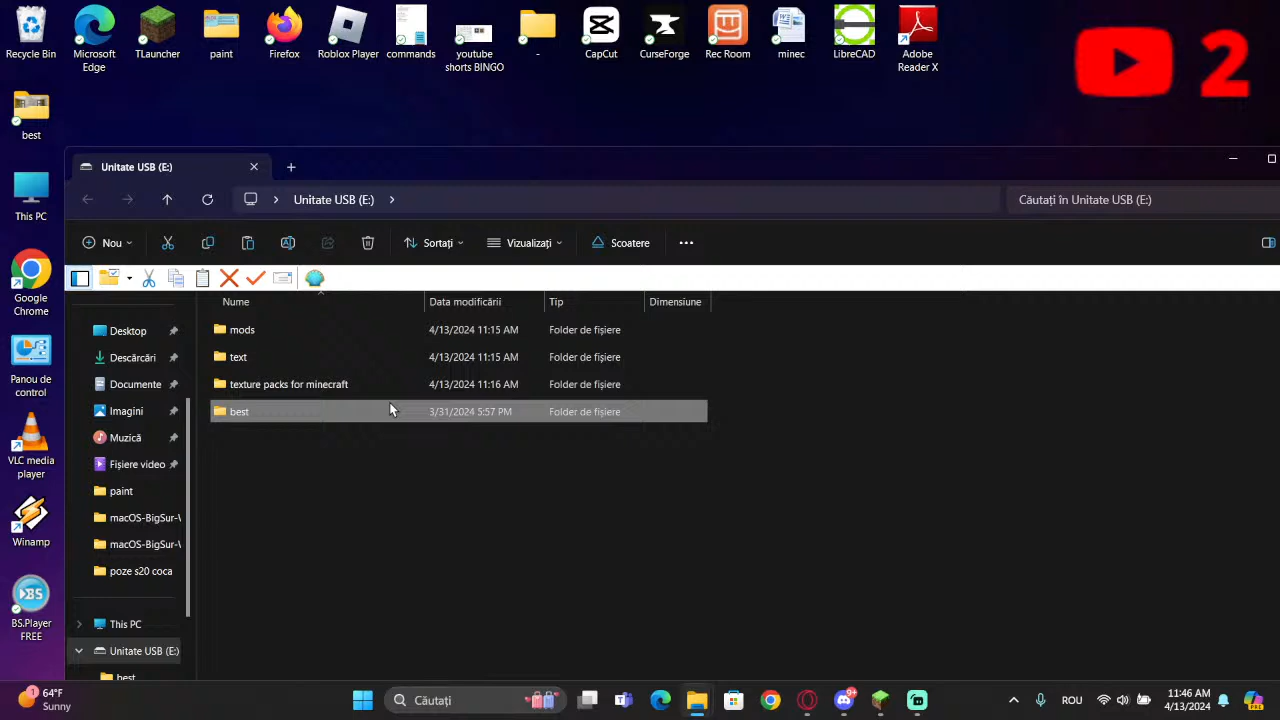 Recycle Bin
Microsoft
Edge
TLauncher
paint
Firefox
Roblox Player
commands
youtube
shorts BINGO
-
CapCut
CurseForge
Rec Room
minec
LibreCAD
Adobe
Reader X
2
best
This PC
Google
Chrome
Panou de
control
VLC media
player
Winamp
BS.Player
FREE
Unitate USB (E:)
Unitate USB (E:)
Căutați în Unitate USB (E:)
Nou
Sortați
Vizualizați
Scoatere
Nume
Data modificării
Tip
Dimensiune
mods
4/13/2024 11:15 AM
Folder de fișiere
text
4/13/2024 11:15 AM
Folder de fișiere
texture packs for minecraft
4/13/2024 11:16 AM
Folder de fișiere
best
3/31/2024 5:57 PM
Folder de fișiere
Desktop
Descărcări
Documente
Imagini
Muzică
Fișiere video
paint
macOS-BigSur-\
macOS-BigSur-\
poze s20 coca
This PC
Unitate USB (E:)
best
1
64°F
Sunny
Căutați
9+
ROU
11:46 AM
4/13/2024